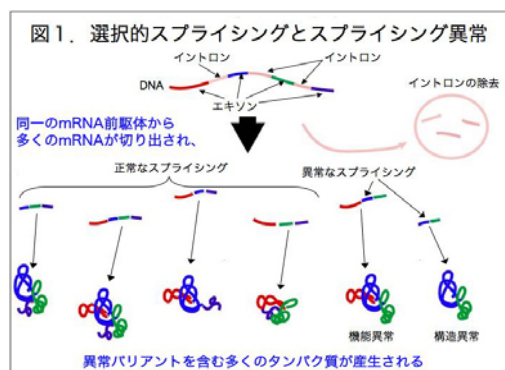 図1．選択的スプライシングとスプライシング異常
イントロン
イントロン
DNA
エキソン
イントロンの除去
同一のmRNA前駆体から
多くのmRNAが切り出され、
正常なスプライシング
異常なスプライシング
機能異常
構造異常
異常バリアントを含む多くのタンパク質が産生される